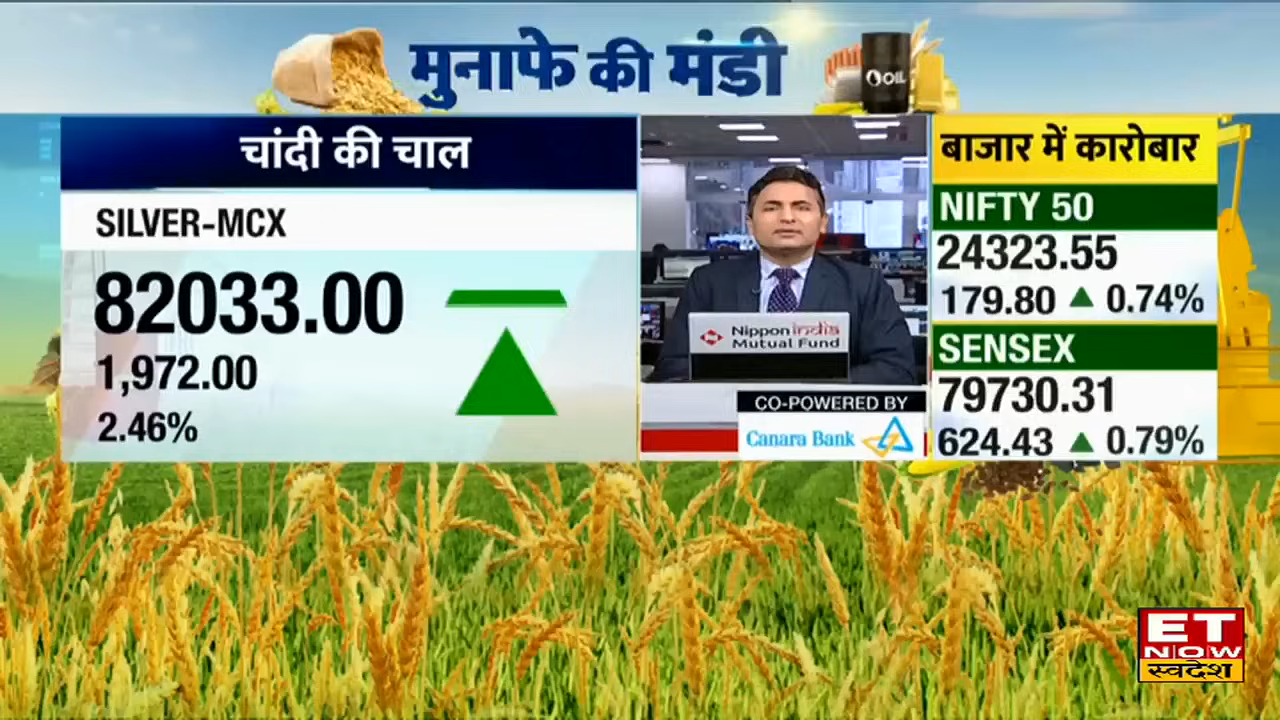 मुनाफे की मंडी
OIL
चांदी की चाल
SILVER-MCX
82033.00
1,972.00
2.46%
Nippon india
Mutual Fund
CO-POWERED BY
Canara Bank
बाजार में कारोबार
NIFTY 50
24323.55
179.80 ▲ 0.74%
SENSEX
79730.31
624.43 ▲ 0.79%
ET
NOW
स्वदेश